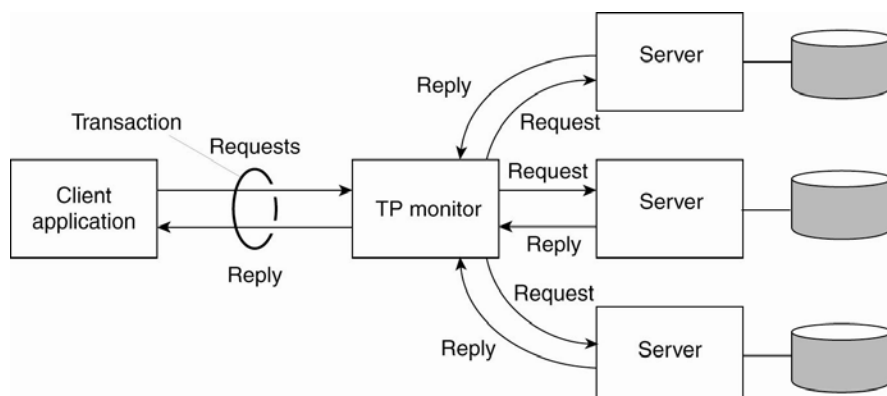 Server
Reply
Request
Transaction
Requests
Client
application
TP monitor
Request
Server
Reply
Reply
Request
Reply
Server